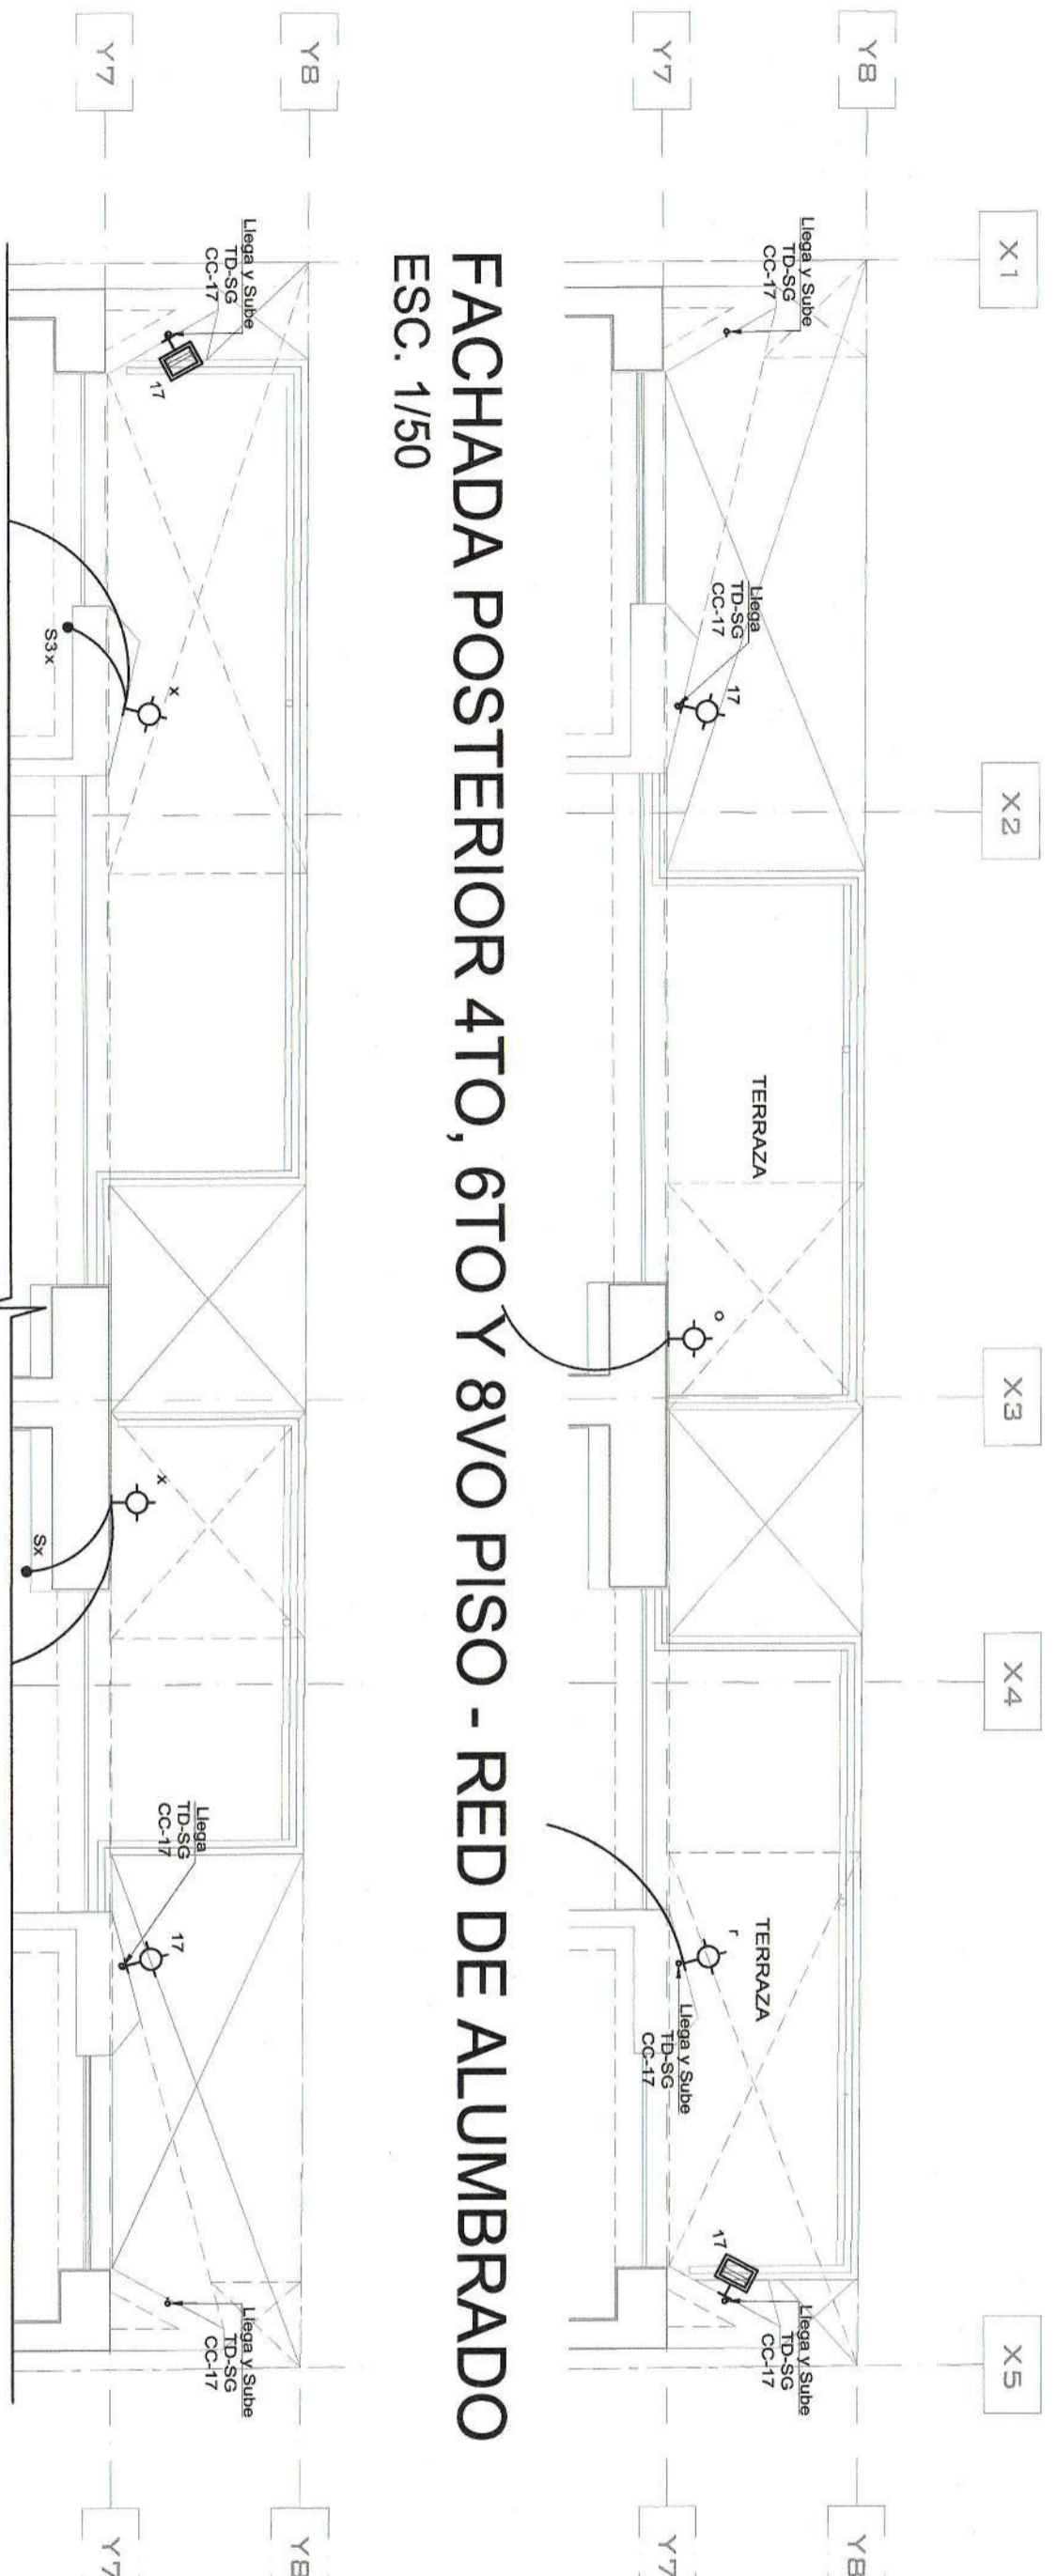 X1
X2
X3
X4
X5
Y8
Y8
Llega y Sube
TD-SG
CC-17
Llega
TD-SG
CC-17
17
TERRAZA
o
TERRAZA
r
Llega y Sube
TD-SG
CC-17
17
Llega y Sube
TD-SG
CC-17
Y7
Y7
FACHADA POSTERIOR 4TO, 6TO Y 8VO PISO - RED DE ALUMBRADO
ESC. 1/50
Y8
Y8
Llega y Sube
TD-SG
CC-17
17
x
S3x
x
Sx
Llega
TD-SG
CC-17
17
Llega y Sube
TD-SG
CC-17
Y7
Y7